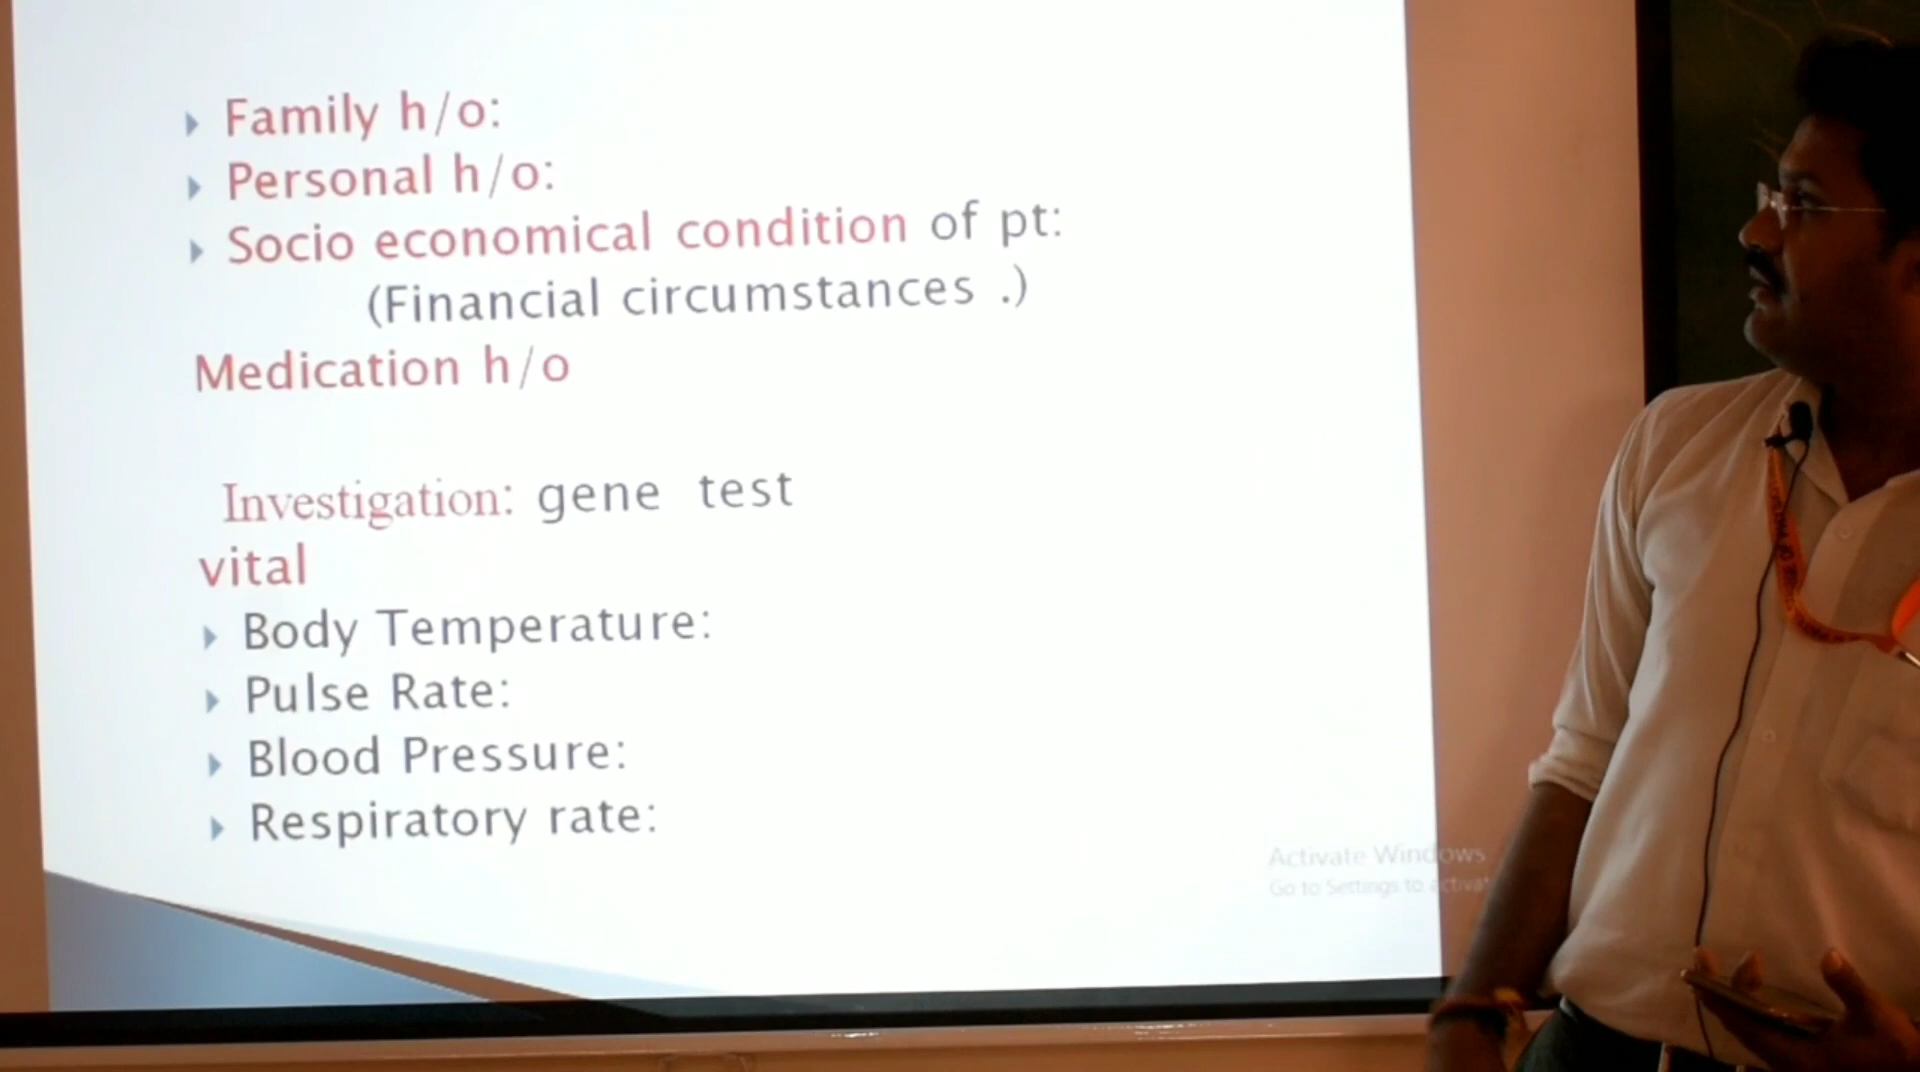 Family h/o:
Personal h/o:
Socio economical condition of pt:
(Financial circumstances .)
Medication h/o
Investigation: gene test
vital
Body Temperature:
Pulse Rate:
Blood Pressure:
Respiratory rate:
Activate Windows
Go to Settings to